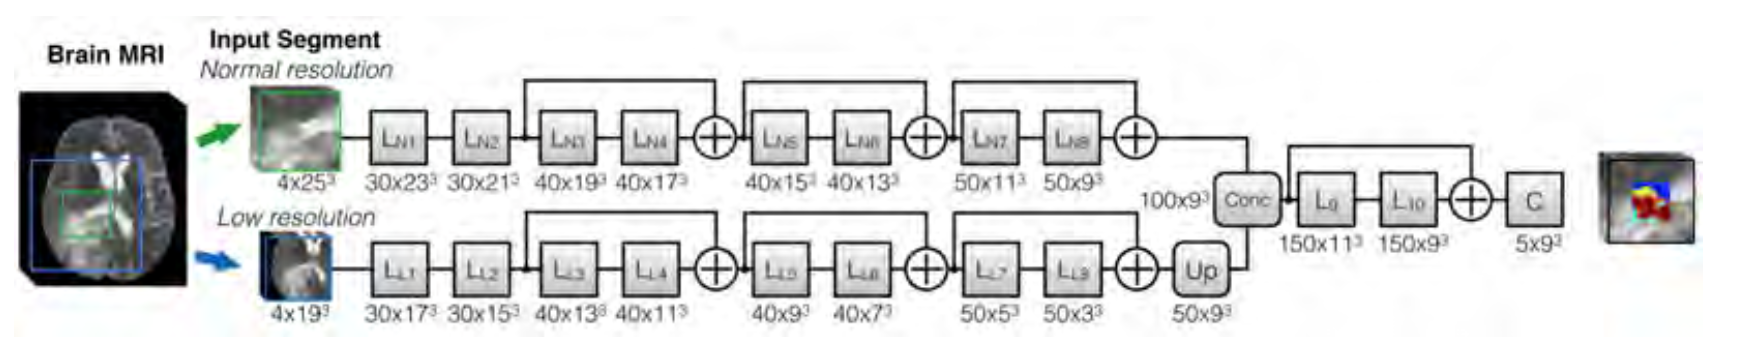 Brain MRI
Input Segment
Normal resolution
LN1 LN2 LN3 LN4 LN5 LN6 LN7 LN8
4x25³ 30x23³ 30x21³ 40x19³ 40x17³ 40x15³ 40x13³ 50x11³ 50x9³
100x9³ Conc L9 L10 C
150x11³ 150x9³ 5x9³
Low resolution
LL1 LL2 LL3 LL4 LL5 LL6 LL7 LL8 Up
4x19³ 30x17³ 30x15³ 40x13³ 40x11³ 40x9³ 40x7³ 50x5³ 50x3³ 50x9³